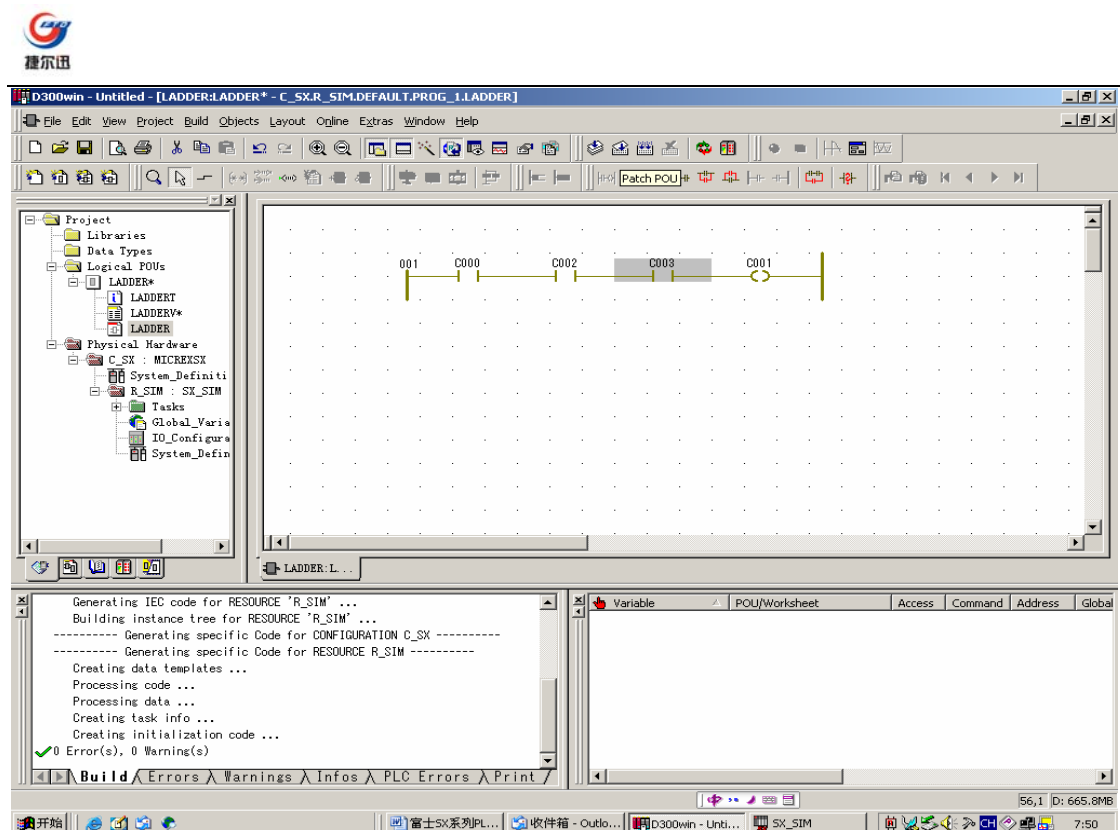 捷尔迅
D300win - Untitled - [LADDER:LADDER* - C_SX.R_SIM.DEFAULT.PROG_1.LADDER]
File Edit View Project Build Objects Layout Online Extras Window Help
Patch POU
Project
Libraries
Data Types
Logical POUs
LADDER*
LADDERT
LADDERV*
LADDER
Physical Hardware
C_SX : MICREXSX
System_Definiti
R_SIM : SX_SIM
Tasks
Global_Varia
IO_Configura
System_Defin
001 C000 C002 C003 C001
LADDER:L...
Generating IEC code for RESOURCE 'R_SIM' ...
Building instance tree for RESOURCE 'R_SIM' ...
---------- Generating specific Code for CONFIGURATION C_SX ----------
---------- Generating specific Code for RESOURCE R_SIM ----------
Creating data templates ...
Processing code ...
Processing data ...
Creating task info ...
Creating initialization code ...
0 Error(s), 0 Warning(s)
Build Errors Warnings Infos PLC Errors Print
Variable POU/Worksheet Access Command Address Global
中
56,1 D: 665.8MB
开始 富士SX系列PL... 收件箱 - Outlo... D300win - Unti... SX_SIM CH 7:50